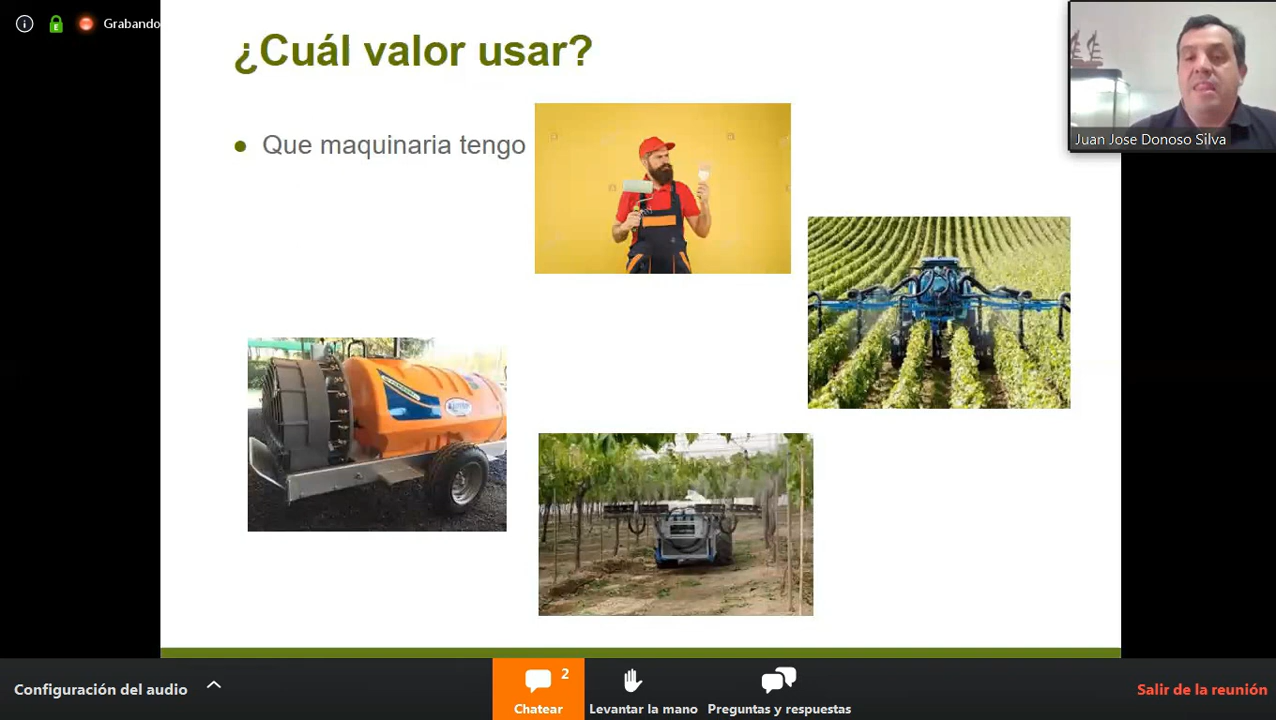 Grabando
¿Cuál valor usar?
Que maquinaria tengo
Juan Jose Donoso Silva
Configuración del audio
2
Chatear
Levantar la mano
Preguntas y respuestas
Salir de la reunión